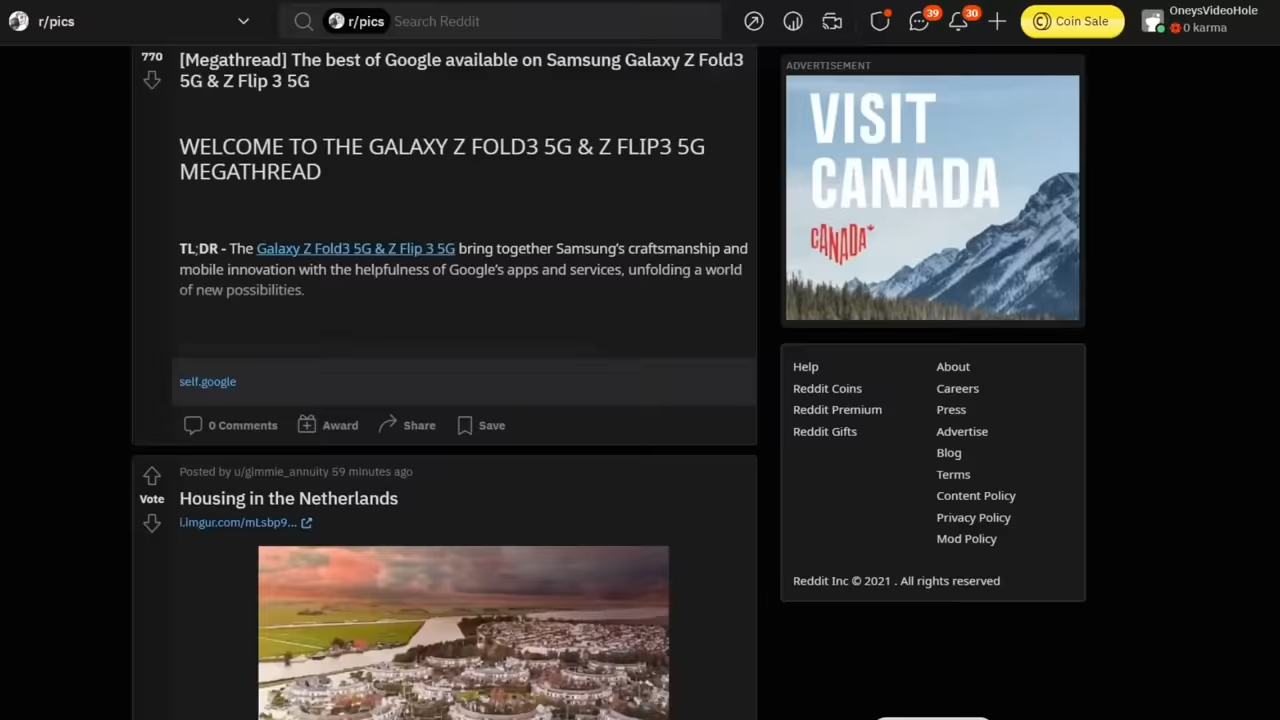 r/pics
r/pics Search Reddit
39
30
Coin Sale
OneysVideoHole
0 karma
770
[Megathread] The best of Google available on Samsung Galaxy Z Fold3
5G & Z Flip 3 5G
WELCOME TO THE GALAXY Z FOLD3 5G & Z FLIP3 5G
MEGATHREAD
TL;DR - The Galaxy Z Fold3 5G & Z Flip 3 5G bring together Samsung's craftsmanship and
mobile innovation with the helpfulness of Google's apps and services, unfolding a world
of new possibilities.
self.google
0 Comments Award Share Save
Posted by u/gimmie_annuity 59 minutes ago
Vote
Housing in the Netherlands
i.imgur.com/mLsbp9...
ADVERTISEMENT
VISIT
CANADA
CANADA
Help
Reddit Coins
Reddit Premium
Reddit Gifts
About
Careers
Press
Advertise
Blog
Terms
Content Policy
Privacy Policy
Mod Policy
Reddit Inc © 2021 . All rights reserved